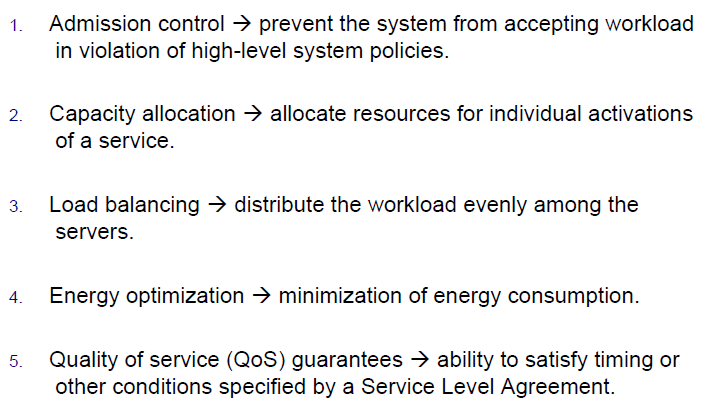 1. Admission control → prevent the system from accepting workload
in violation of high-level system policies.
2. Capacity allocation → allocate resources for individual activations
of a service.
3. Load balancing → distribute the workload evenly among the
servers.
4. Energy optimization → minimization of energy consumption.
5. Quality of service (QoS) guarantees → ability to satisfy timing or
other conditions specified by a Service Level Agreement.